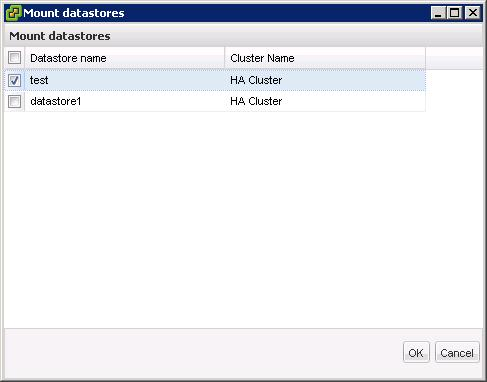 Mount datastores
Mount datastores
Datastore name Cluster Name
test HA Cluster
datastore1 HA Cluster
OK Cancel